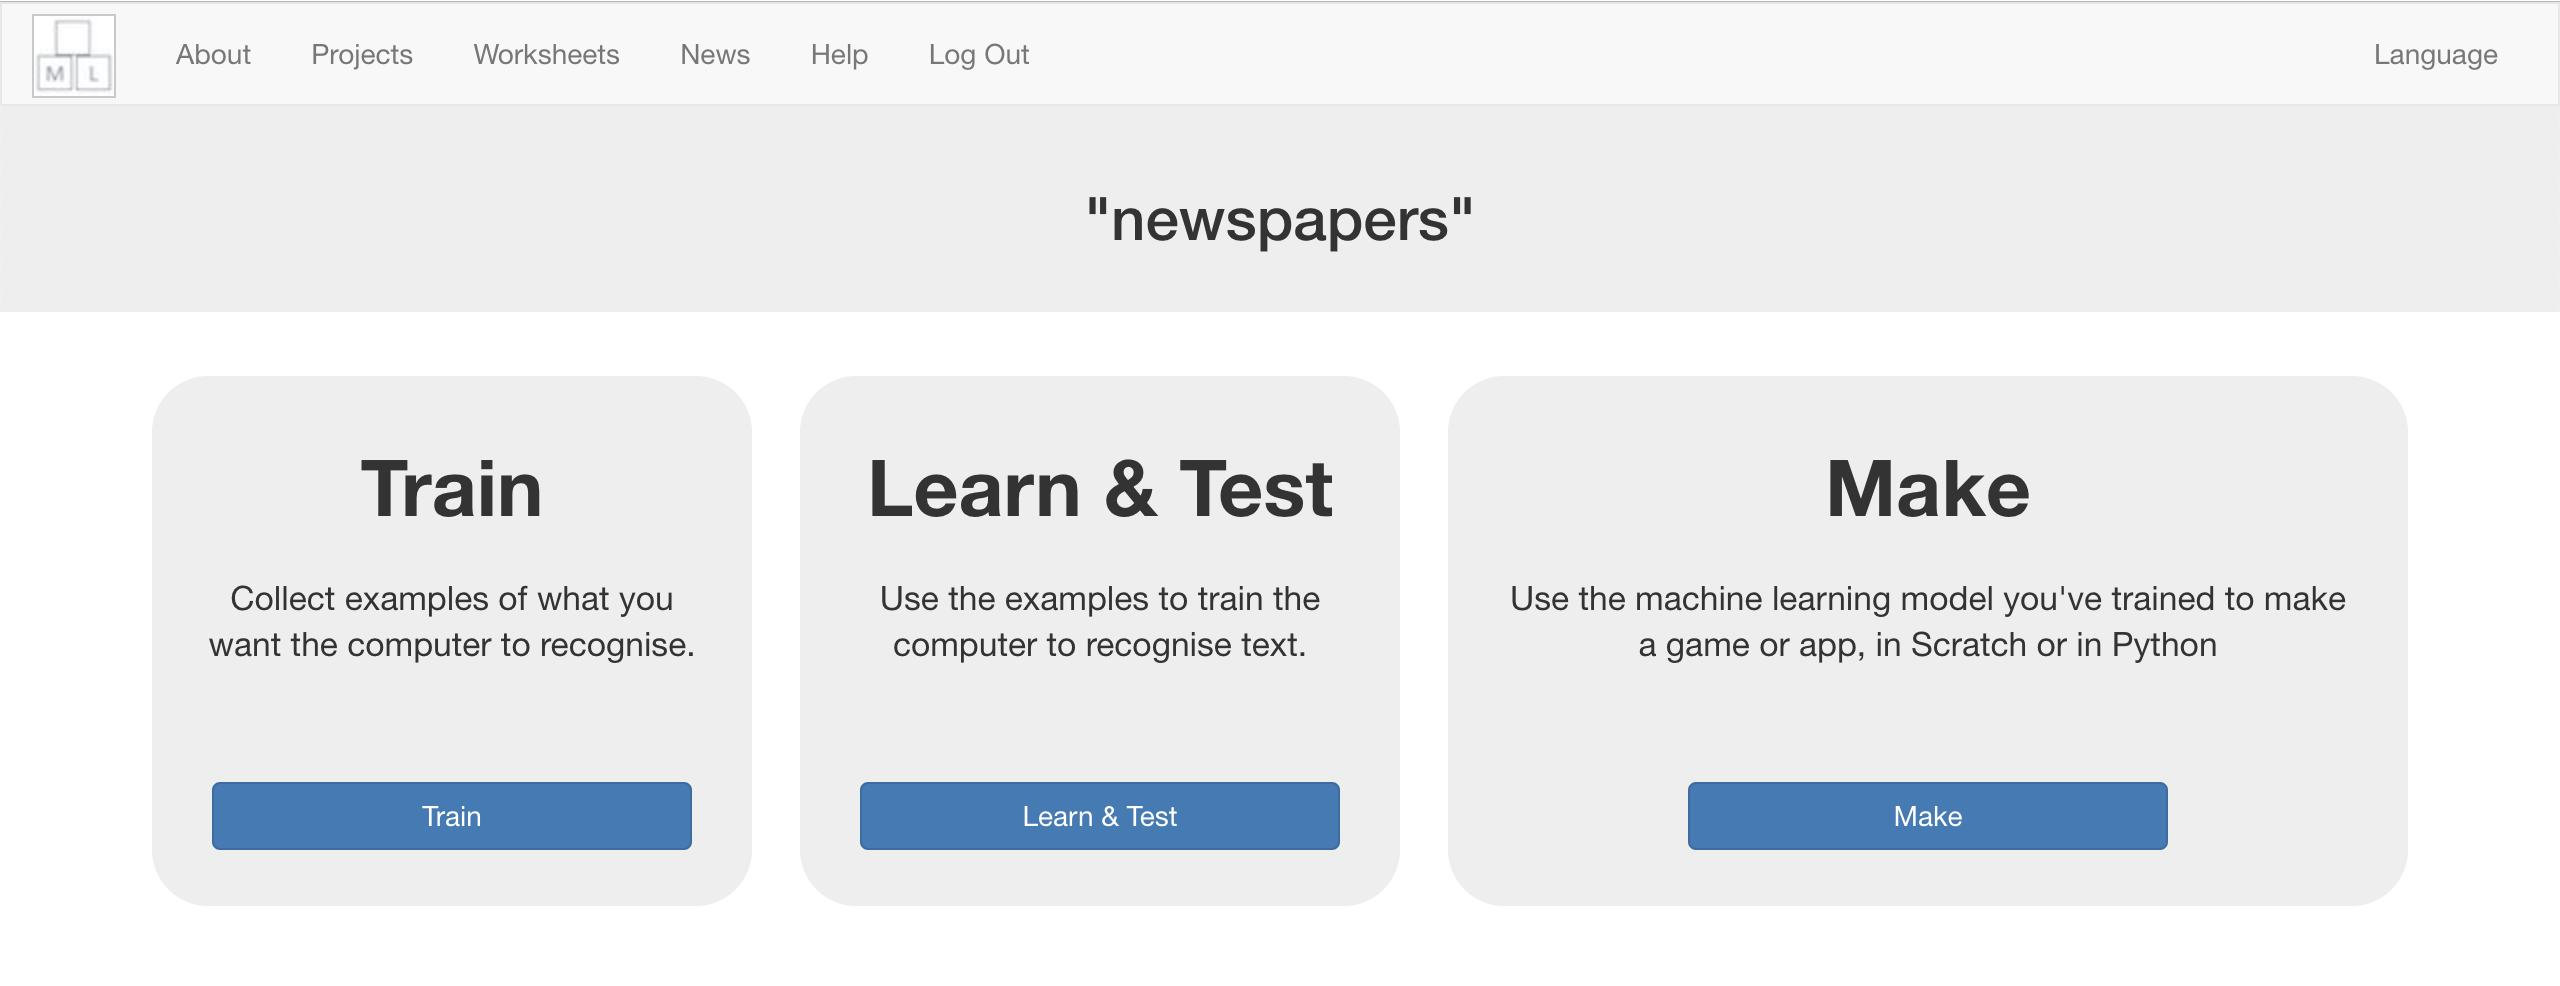 M L
About Projects Worksheets News Help Log Out Language
"newspapers"
Train
Collect examples of what you
want the computer to recognise.
Train
Learn & Test
Use the examples to train the
computer to recognise text.
Learn & Test
Make
Use the machine learning model you've trained to make
a game or app, in Scratch or in Python
Make